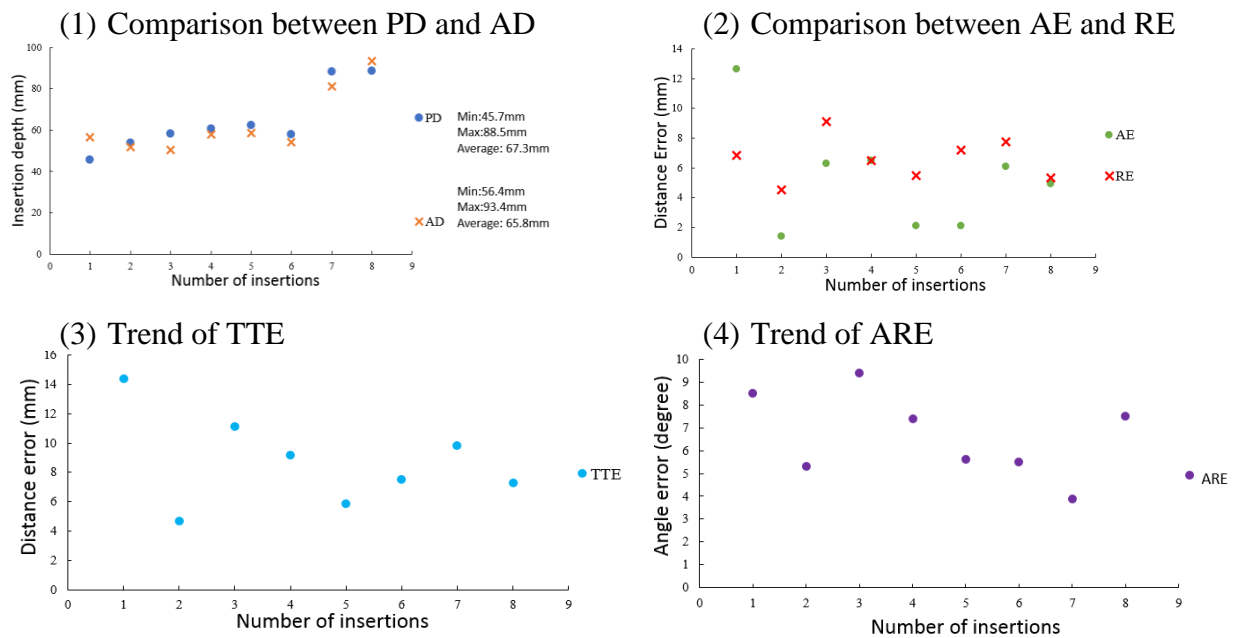 (1) Comparison between PD and AD
100
80
60
40
20
0
Insertion depth (mm)
0 1 2 3 4 5 6 7 8 9
Number of insertions
PD
Min:45.7mm
Max:88.5mm
Average: 67.3mm
AD
Min:56.4mm
Max:93.4mm
Average: 65.8mm
(2) Comparison between AE and RE
14
12
10
8
6
4
2
0
Distance Error (mm)
0 1 2 3 4 5 6 7 8 9
Number of insertions
AE
RE
(3) Trend of TTE
16
14
12
10
8
6
4
2
0
Distance error (mm)
0 1 2 3 4 5 6 7 8 9
Number of insertions
TTE
(4) Trend of ARE
10
9
8
7
6
5
4
3
2
1
0
Angle error (degree)
0 1 2 3 4 5 6 7 8 9
Number of insertions
ARE